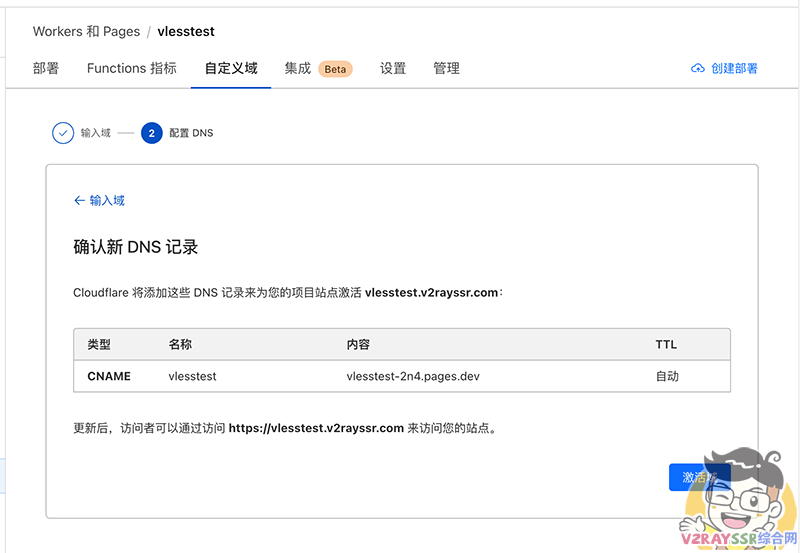 Workers 和 Pages / vlesstest
部署 Functions 指标 自定义域 集成 Beta 设置 管理 创建部署
输入域 2 配置 DNS
← 输入域
确认新 DNS 记录
Cloudflare 将添加这些 DNS 记录来为您的项目站点激活 vlesstest.v2rayssr.com：
类型 名称 内容 TTL
CNAME vlesstest vlesstest-2n4.pages.dev 自动
更新后，访问者可以通过访问 https://vlesstest.v2rayssr.com 来访问您的站点。
激活
V2RAYSSR综合网